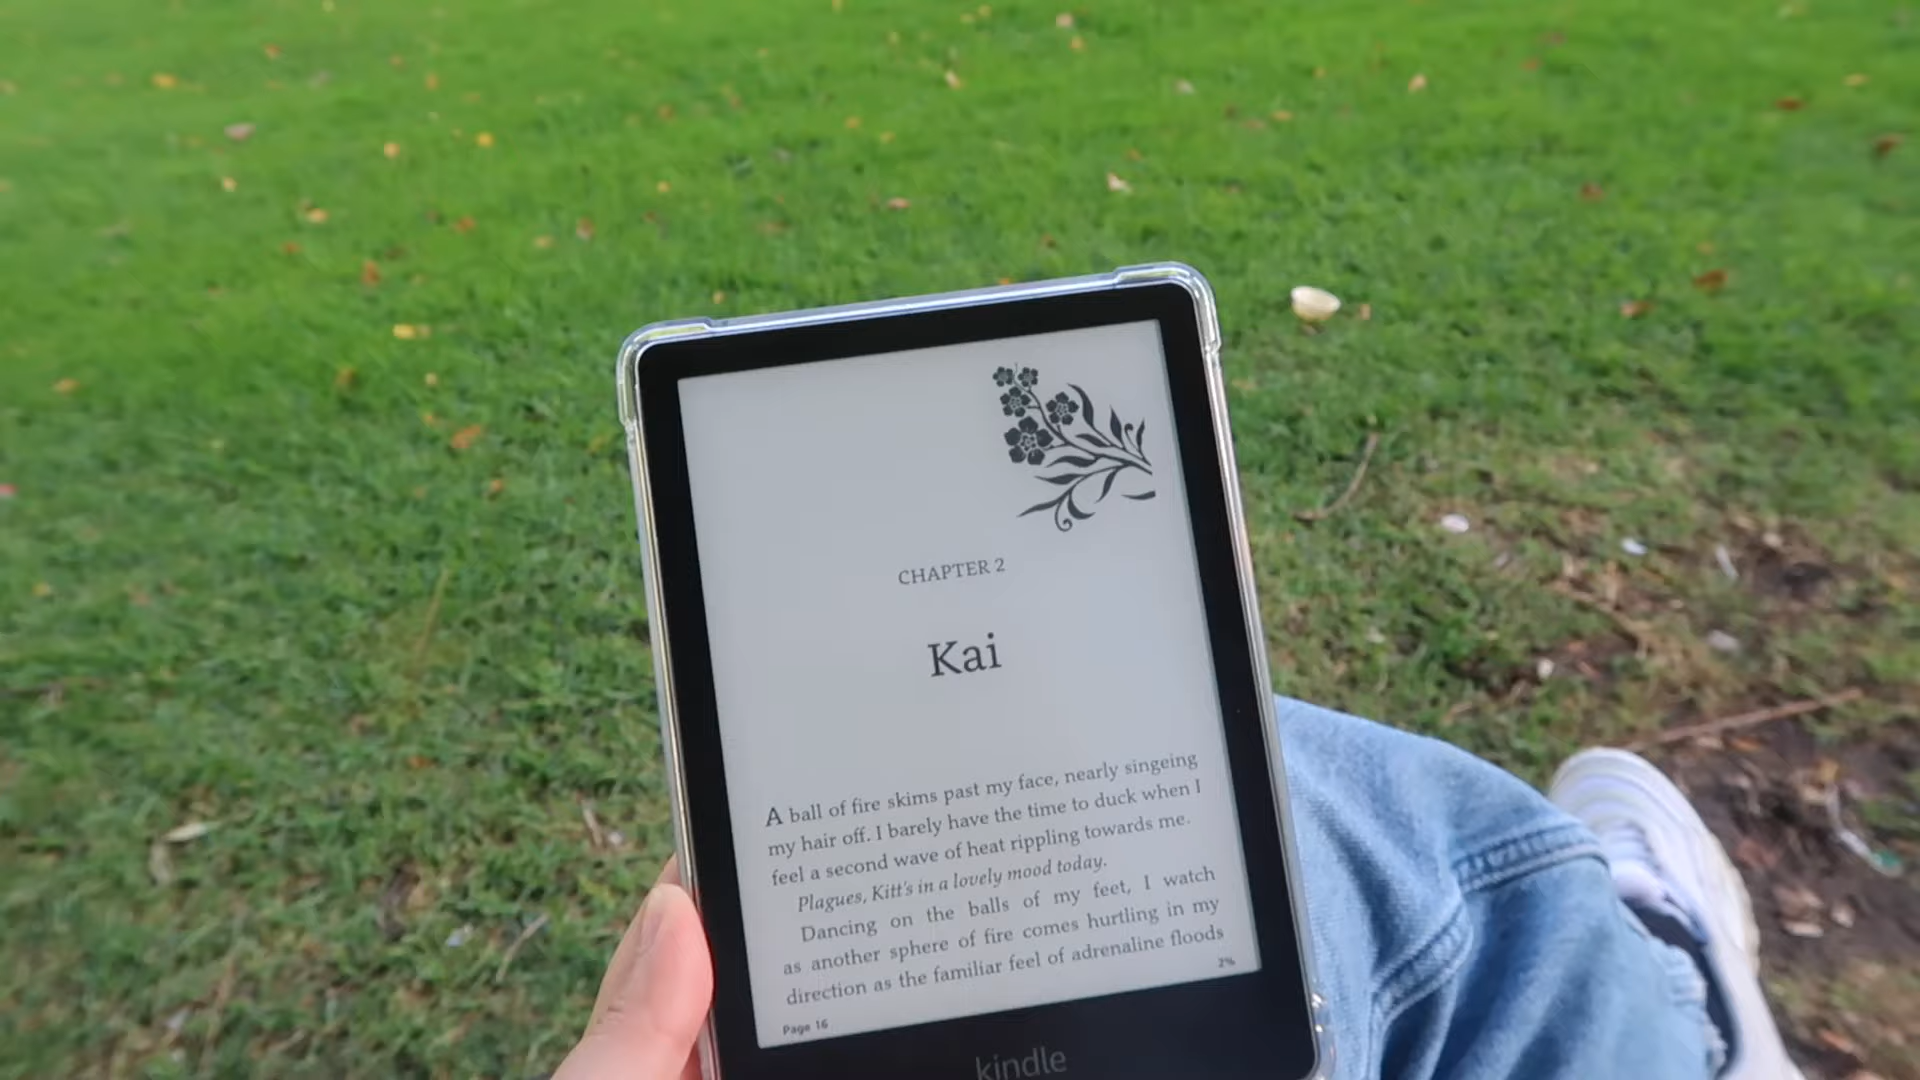 CHAPTER 2
Kai
A ball of fire skims past my face, nearly singeing
my hair off. I barely have the time to duck when I
feel a second wave of heat rippling towards me.
Plagues, Kitt's in a lovely mood today.
Dancing on the balls of my feet, I watch
as another sphere of fire comes hurtling in my
direction as the familiar feel of adrenaline floods
Page 16
2%
kindle